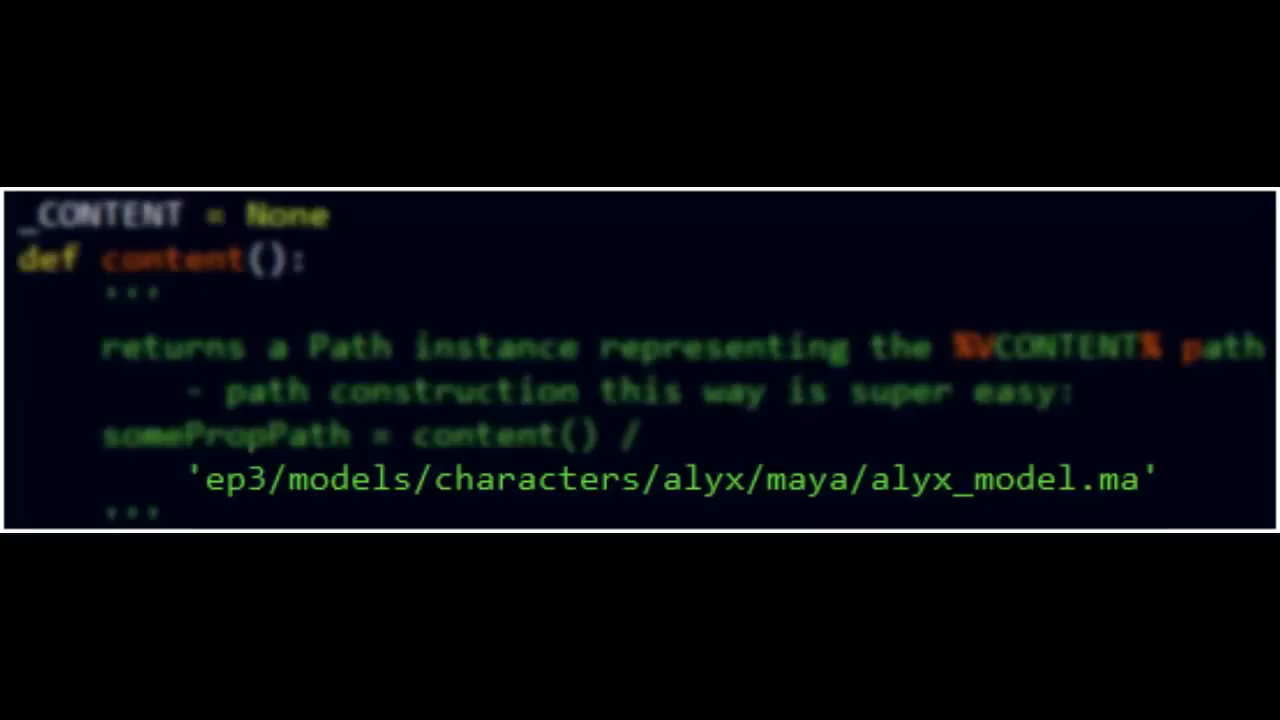 _CONTENT = None
def content():
'''
returns a Path instance representing the %VCONTENT% path
- path construction this way is super easy:
somePropPath = content() /
'ep3/models/characters/alyx/maya/alyx_model.ma'
'''